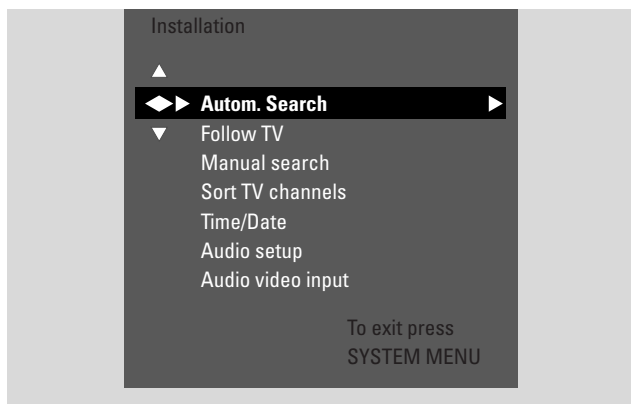 Installation
Autom. Search
Follow TV
Manual search
Sort TV channels
Time/Date
Audio setup
Audio video input
To exit press
SYSTEM MENU